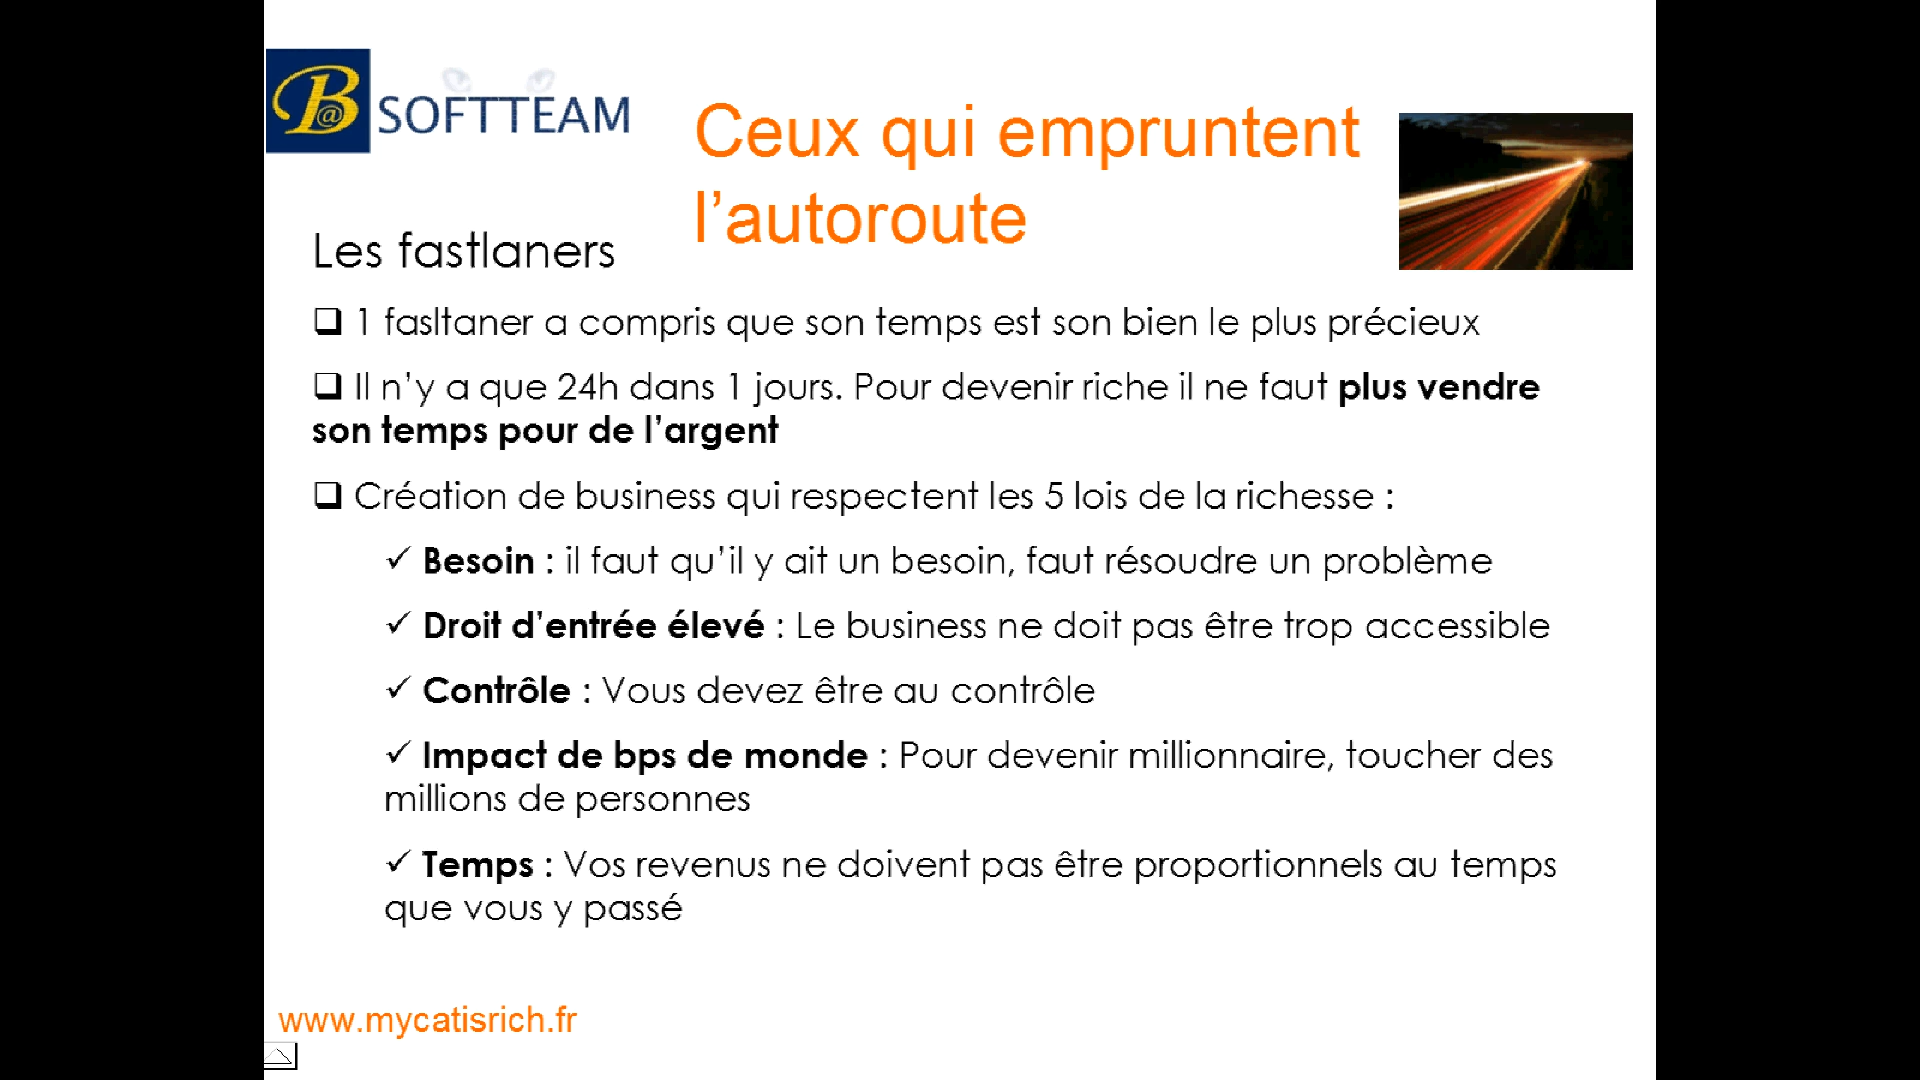 B@ SOFTTEAM
Ceux qui empruntent
l’autoroute
Les fastlaners
❑ 1 fasltaner a compris que son temps est son bien le plus précieux
❑ Il n’y a que 24h dans 1 jours. Pour devenir riche il ne faut plus vendre
son temps pour de l’argent
❑ Création de business qui respectent les 5 lois de la richesse :
✓ Besoin : il faut qu’il y ait un besoin, faut résoudre un problème
✓ Droit d’entrée élevé : Le business ne doit pas être trop accessible
✓ Contrôle : Vous devez être au contrôle
✓ Impact de bps de monde : Pour devenir millionnaire, toucher des
millions de personnes
✓ Temps : Vos revenus ne doivent pas être proportionnels au temps
que vous y passé
www.mycatisrich.fr